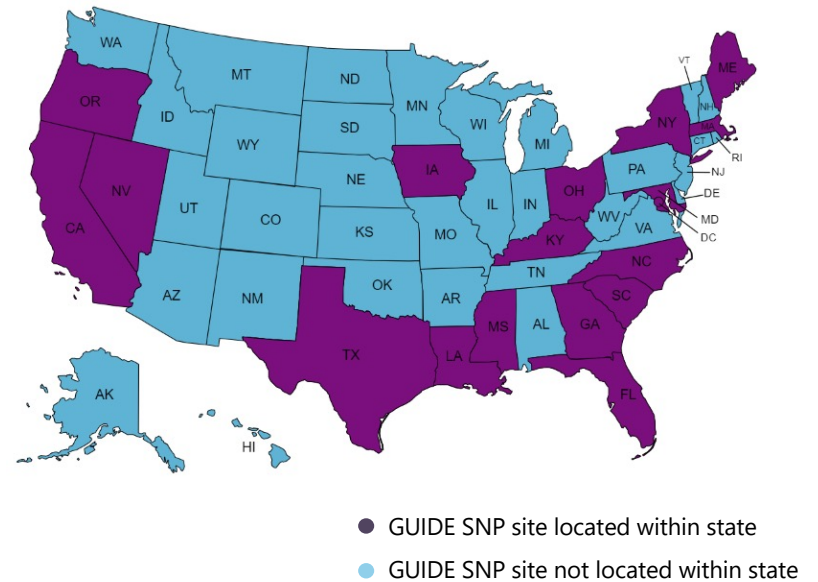 WA
OR
ID
MT
ND
MN
WY
SD
WI
MI
NV
CA
UT
CO
NE
KS
IA
MO
IL
IN
OH
KY
WV
PA
NY
VT
NH
ME
MA
CT
RI
NJ
DE
MD
DC
VA
NC
TN
SC
GA
AL
MS
LA
AR
OK
TX
NM
AZ
FL
AK
HI
GUIDE SNP site located within state
GUIDE SNP site not located within state